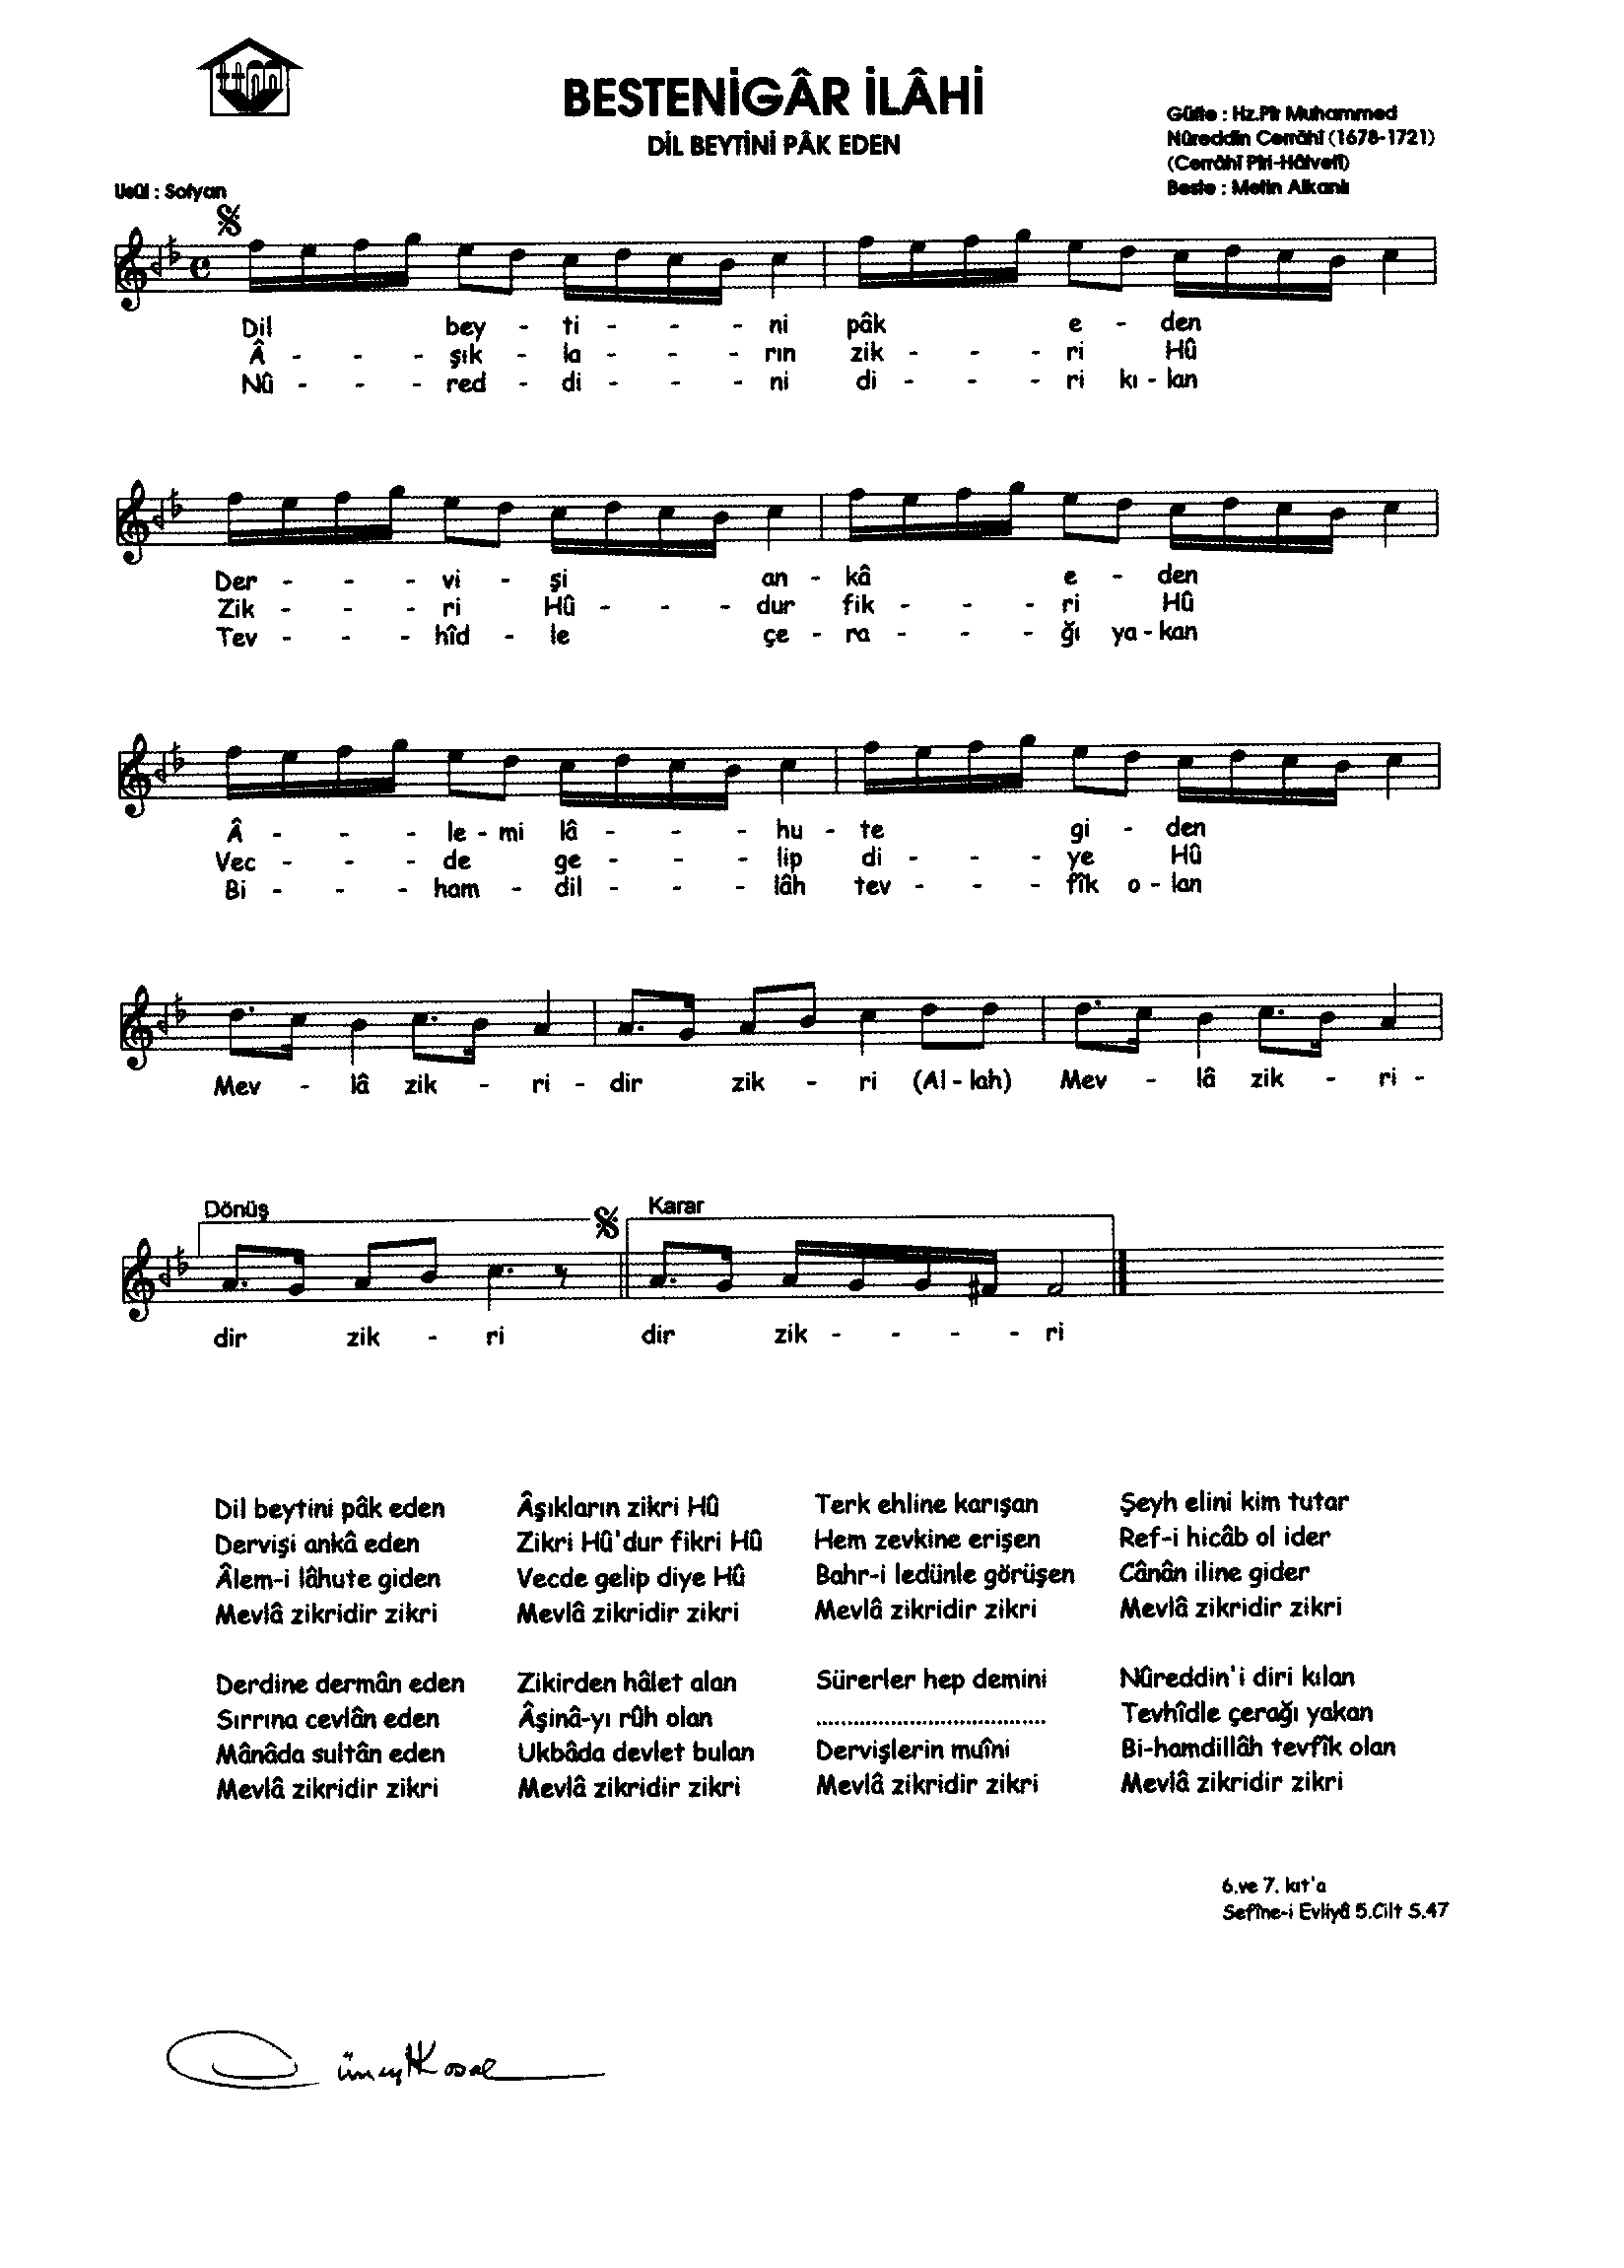 BESTENİGÂR İLÂHİ
DİL BEYTİNİ PÂK EDEN
Güfte : Hz.Pîr Muhammed
Nûreddin Cerrâhî (1678-1721)
(Cerrâhî Pîri-Hâlvetî)
Beste : Metin Alkanlı
Usûl : Sofyan
Dil bey - ti - - - ni pâk e - den
Â - - - şık - la - - - rın zik - - - ri Hû
Nû - - - red - di - - - ni di - - - ri kı - lan
Der - - - vi - şi an - kâ e - den
Zik - - - ri Hû - - - dur fik - - - ri Hû
Tev - - - hîd - le çe - ra - - - ğı ya - kan
Â - - - le - mi lâ - - - hu - te gi - den
Vec - - - de ge - - - lip di - - - ye Hû
Bi - - - ham - dil - - - lâh tev - - - fîk o - lan
Mev - lâ zik - ri - dir zik - ri (Al - lah) Mev - lâ zik - ri -
Dönüş Karar
dir zik - ri dir zik - - - - ri
Dil beytini pâk eden
Dervişi ankâ eden
Âlem-i lâhute giden
Mevlâ zikridir zikri
Âşıkların zikri Hû
Zikri Hû'dur fikri Hû
Vecde gelip diye Hû
Mevlâ zikridir zikri
Terk ehline karışan
Hem zevkine erişen
Bahr-i ledünle görüşen
Mevlâ zikridir zikri
Şeyh elini kim tutar
Ref-i hicâb ol ider
Cânân iline gider
Mevlâ zikridir zikri
Derdine dermân eden
Sırrına cevlân eden
Mânâda sultân eden
Mevlâ zikridir zikri
Zikirden hâlet alan
Âşinâ-yı rûh olan
Ukbâda devlet bulan
Mevlâ zikridir zikri
Sürerler hep demini
.....................................
Dervişlerin muîni
Mevlâ zikridir zikri
Nûreddin'i diri kılan
Tevhîdle çerağı yakan
Bi-hamdillâh tevfîk olan
Mevlâ zikridir zikri
6.ve 7. kıt'a
Sefîne-i Evliyâ 5.Cilt S.47
Cüneyt Kosal